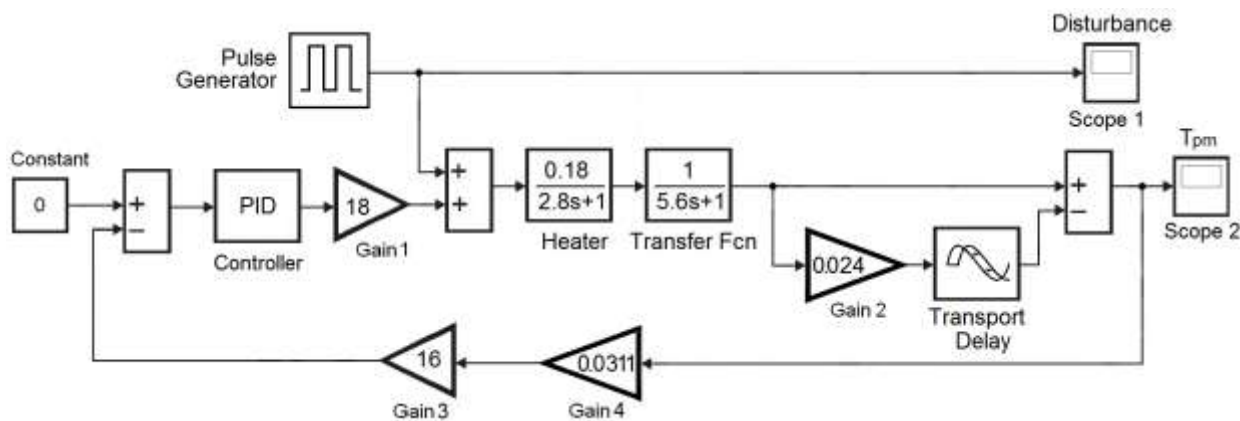 Disturbance
Pulse
Generator
Scope 1
Tpm
Constant
0
+
−
PID
Controller
18
Gain 1
+
+
0.18
2.8s+1
Heater
1
5.6s+1
Transfer Fcn
+
−
Scope 2
0.024
Gain 2
Transport
Delay
16
Gain 3
0.0311
Gain 4